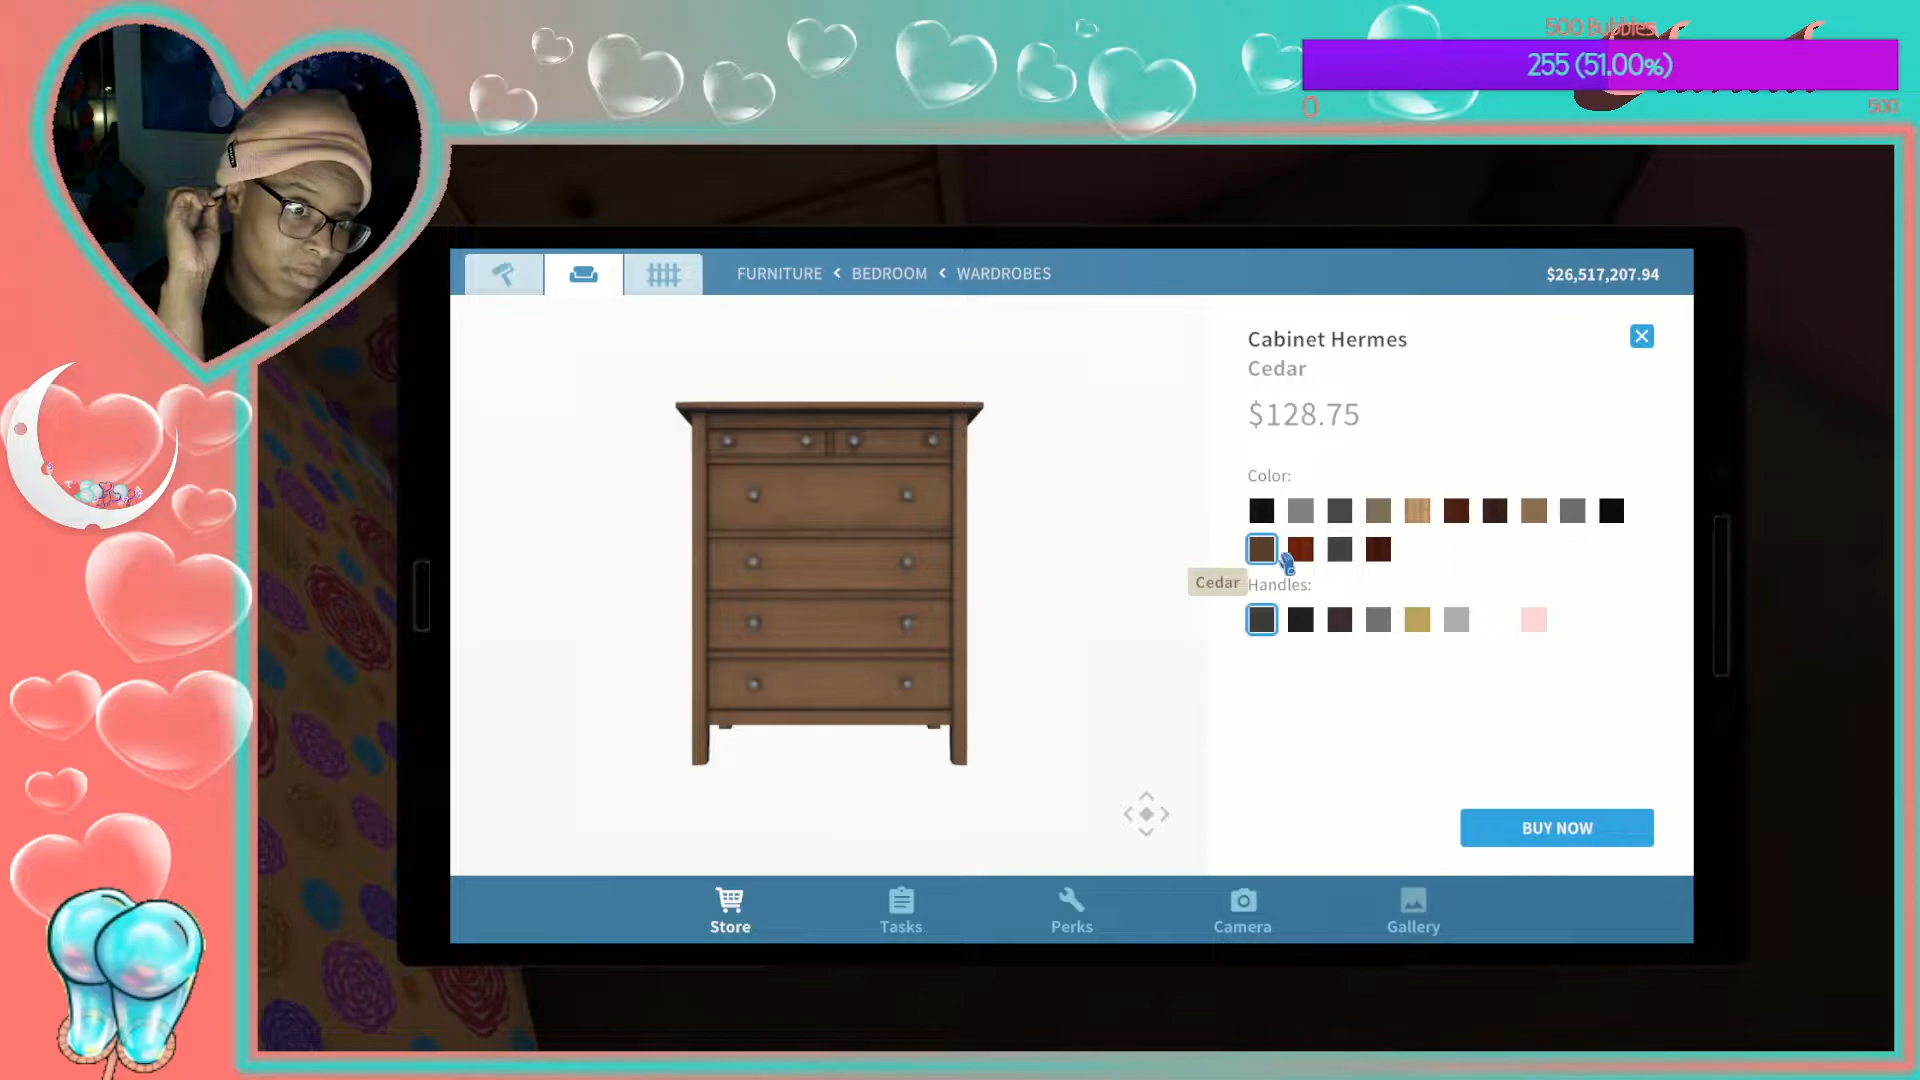 500 Bubbles
255 (51.00%)
0
500
FURNITURE < BEDROOM < WARDROBES
$26,517,207.94
Cabinet Hermes
Cedar
$128.75
Color:
Cedar
Handles:
BUY NOW
Store
Tasks
Perks
Camera
Gallery